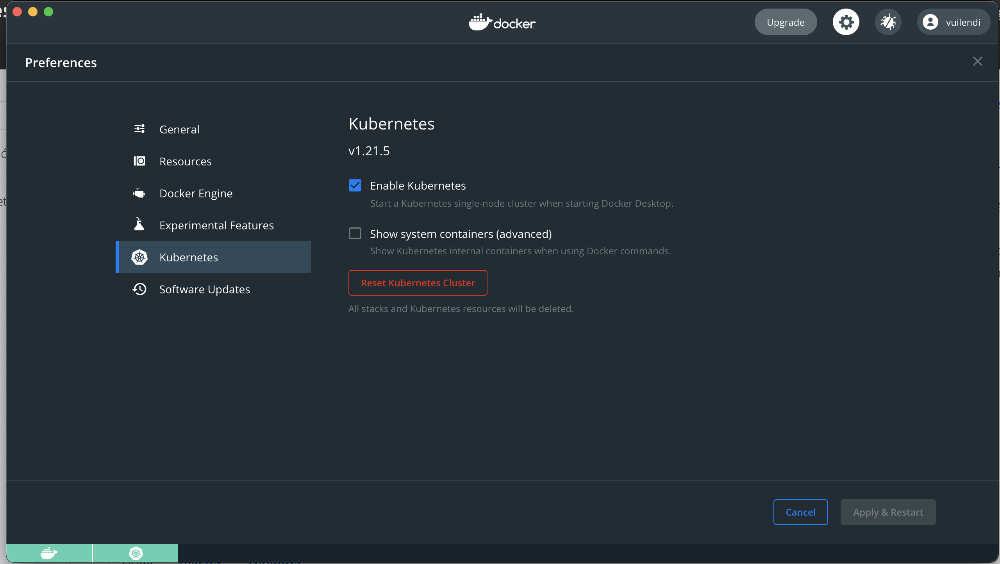 docker
Upgrade
vuilendi
Preferences
General
Resources
Docker Engine
Experimental Features
Kubernetes
Software Updates
Kubernetes
v1.21.5
Enable Kubernetes
Start a Kubernetes single-node cluster when starting Docker Desktop.
Show system containers (advanced)
Show Kubernetes internal containers when using Docker commands.
Reset Kubernetes Cluster
All stacks and Kubernetes resources will be deleted.
Cancel
Apply & Restart